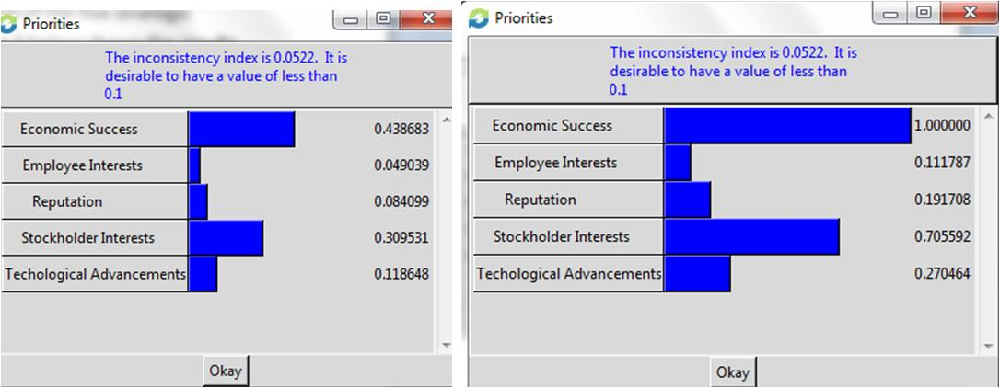 Priorities
The inconsistency index is 0.0522. It is
desirable to have a value of less than
0.1
Economic Success 0.438683
Employee Interests 0.049039
Reputation 0.084099
Stockholder Interests 0.309531
Techological Advancements 0.118648
Okay
Priorities
The inconsistency index is 0.0522. It is
desirable to have a value of less than
0.1
Economic Success 1.000000
Employee Interests 0.111787
Reputation 0.191708
Stockholder Interests 0.705592
Techological Advancements 0.270464
Okay